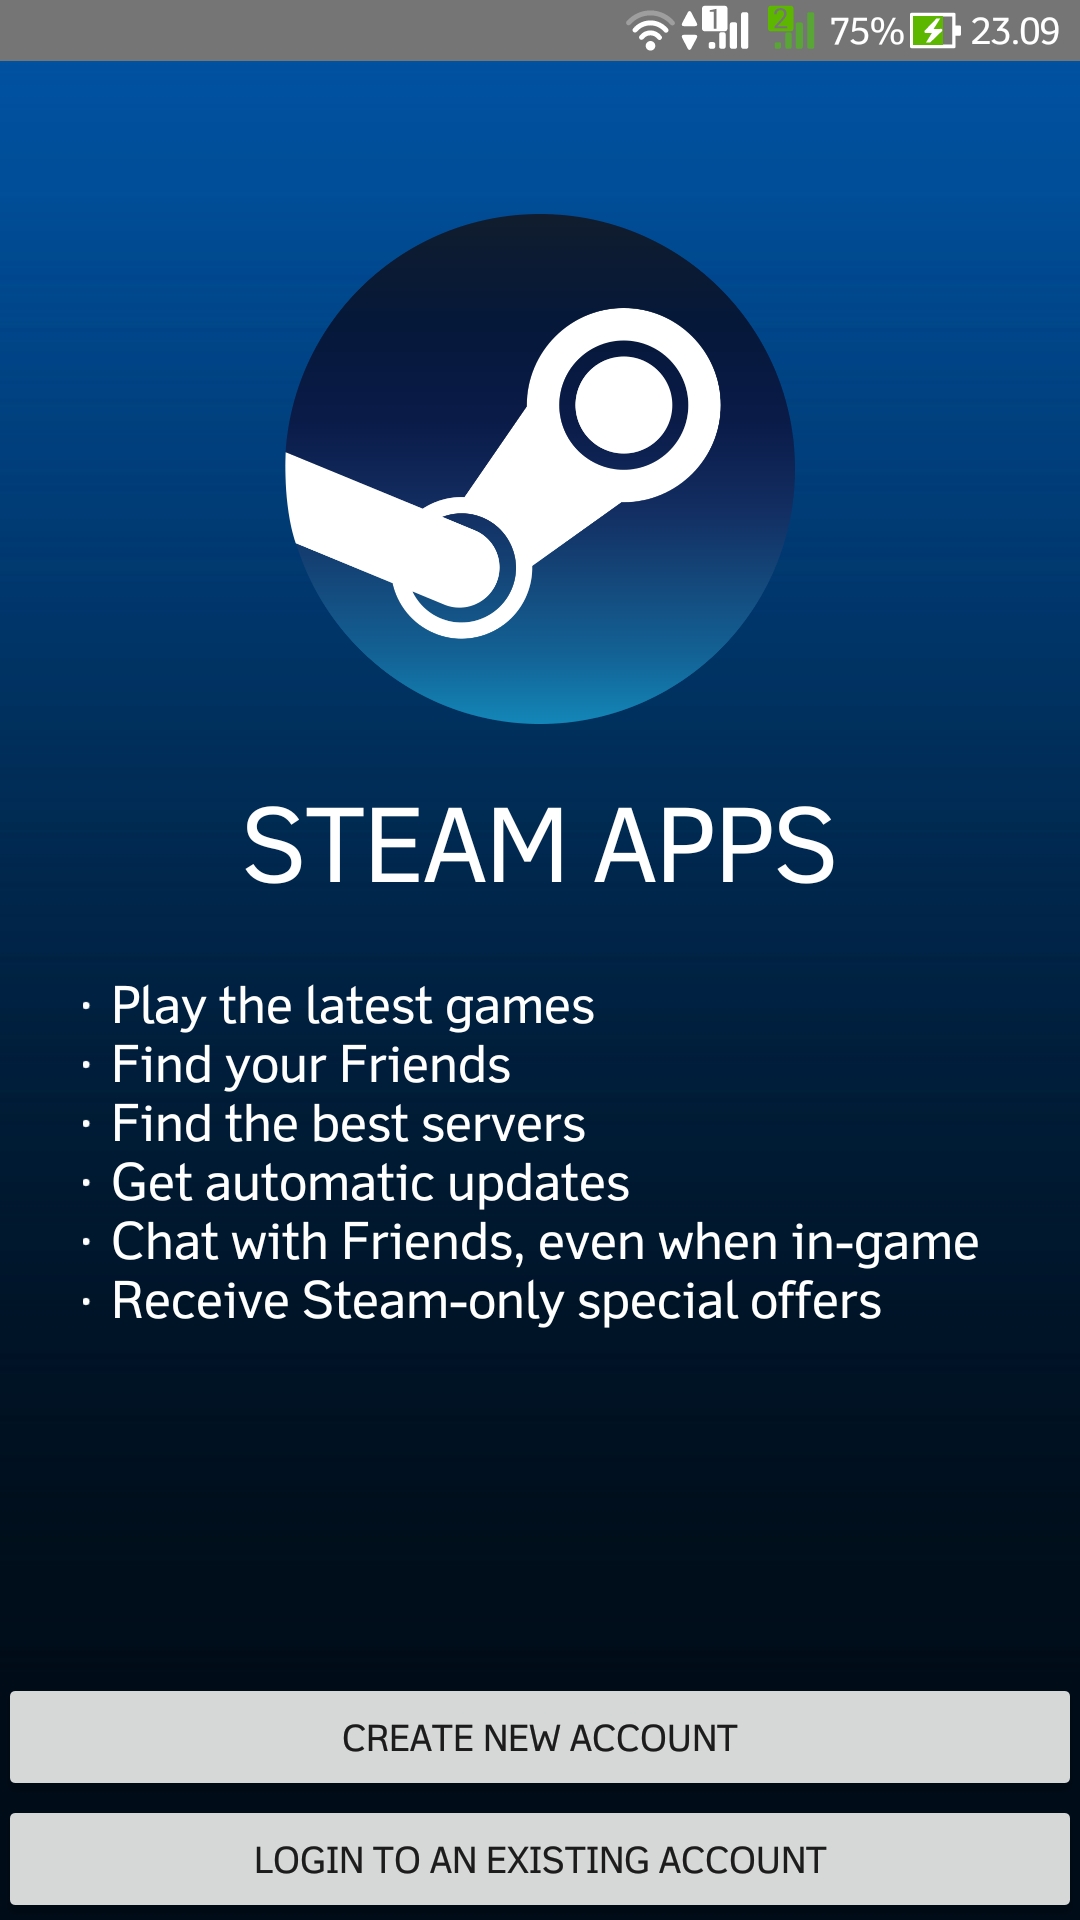 1 2 75% 23.09
STEAM APPS
· Play the latest games
· Find your Friends
· Find the best servers
· Get automatic updates
· Chat with Friends, even when in-game
· Receive Steam-only special offers
CREATE NEW ACCOUNT
LOGIN TO AN EXISTING ACCOUNT